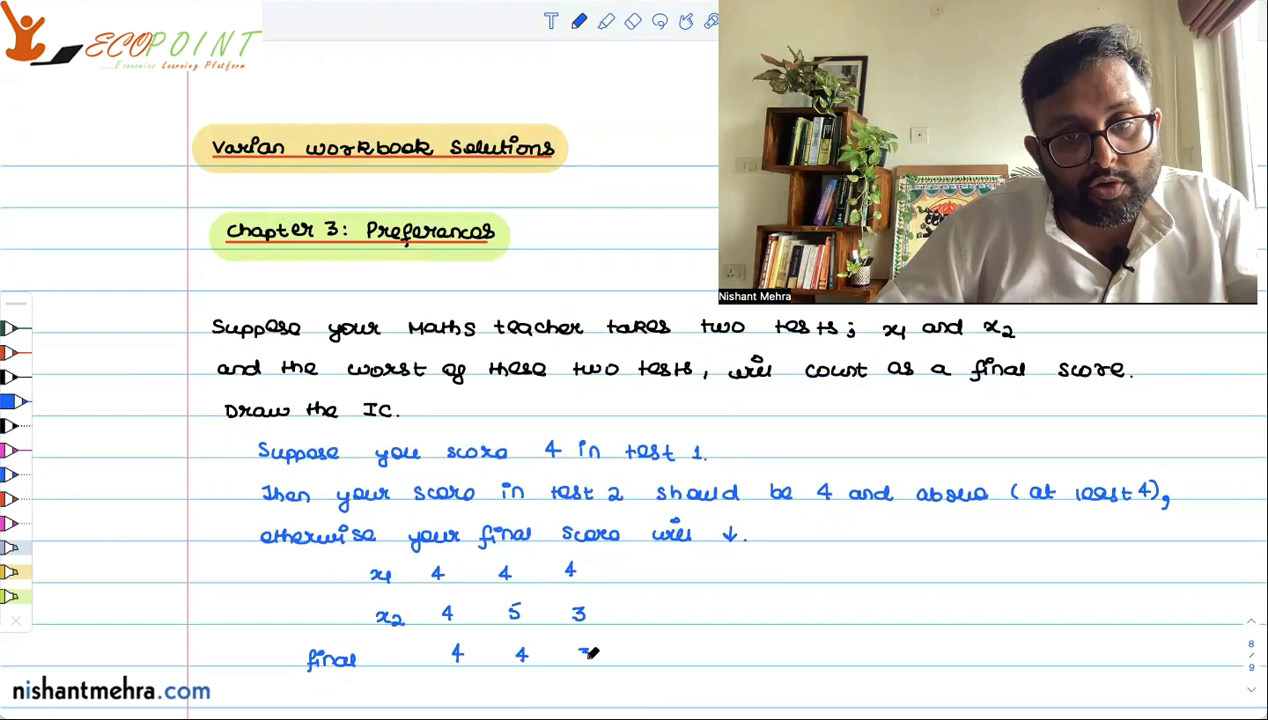 ECOPOINT
.....Economics Learning Platform
T
Varian workbook Solutions
Chapter 3: Preferances
Nishant Mehra
Suppose your Maths teacher takes two tests; x1 and x2
and the worst of these two tests, will count as a final score.
Draw the IC.
Suppose you score 4 in test 1.
Then your score in test 2 should be 4 and above (at least 4),
otherwise your final score will ↓.
x1 4 4 4
x2 4 5 3
final 4 4
8
/
9
nishantmehra.com